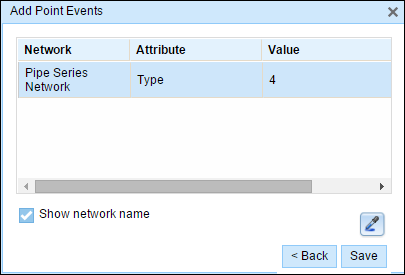 Add Point Events
Network Attribute Value
Pipe Series
Network Type 4
Show network name
< Back Save